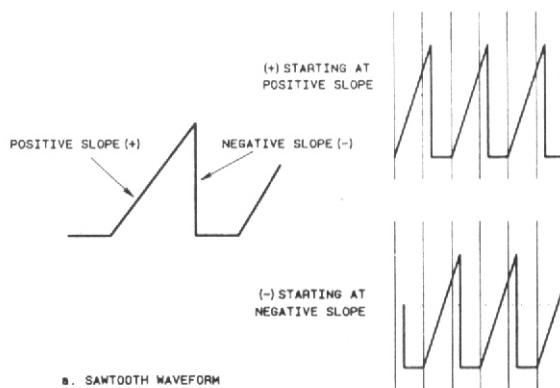 (+) STARTING AT
POSITIVE SLOPE
POSITIVE SLOPE (+)
NEGATIVE SLOPE (-)
(-) STARTING AT
NEGATIVE SLOPE
a. SAWTOOTH WAVEFORM